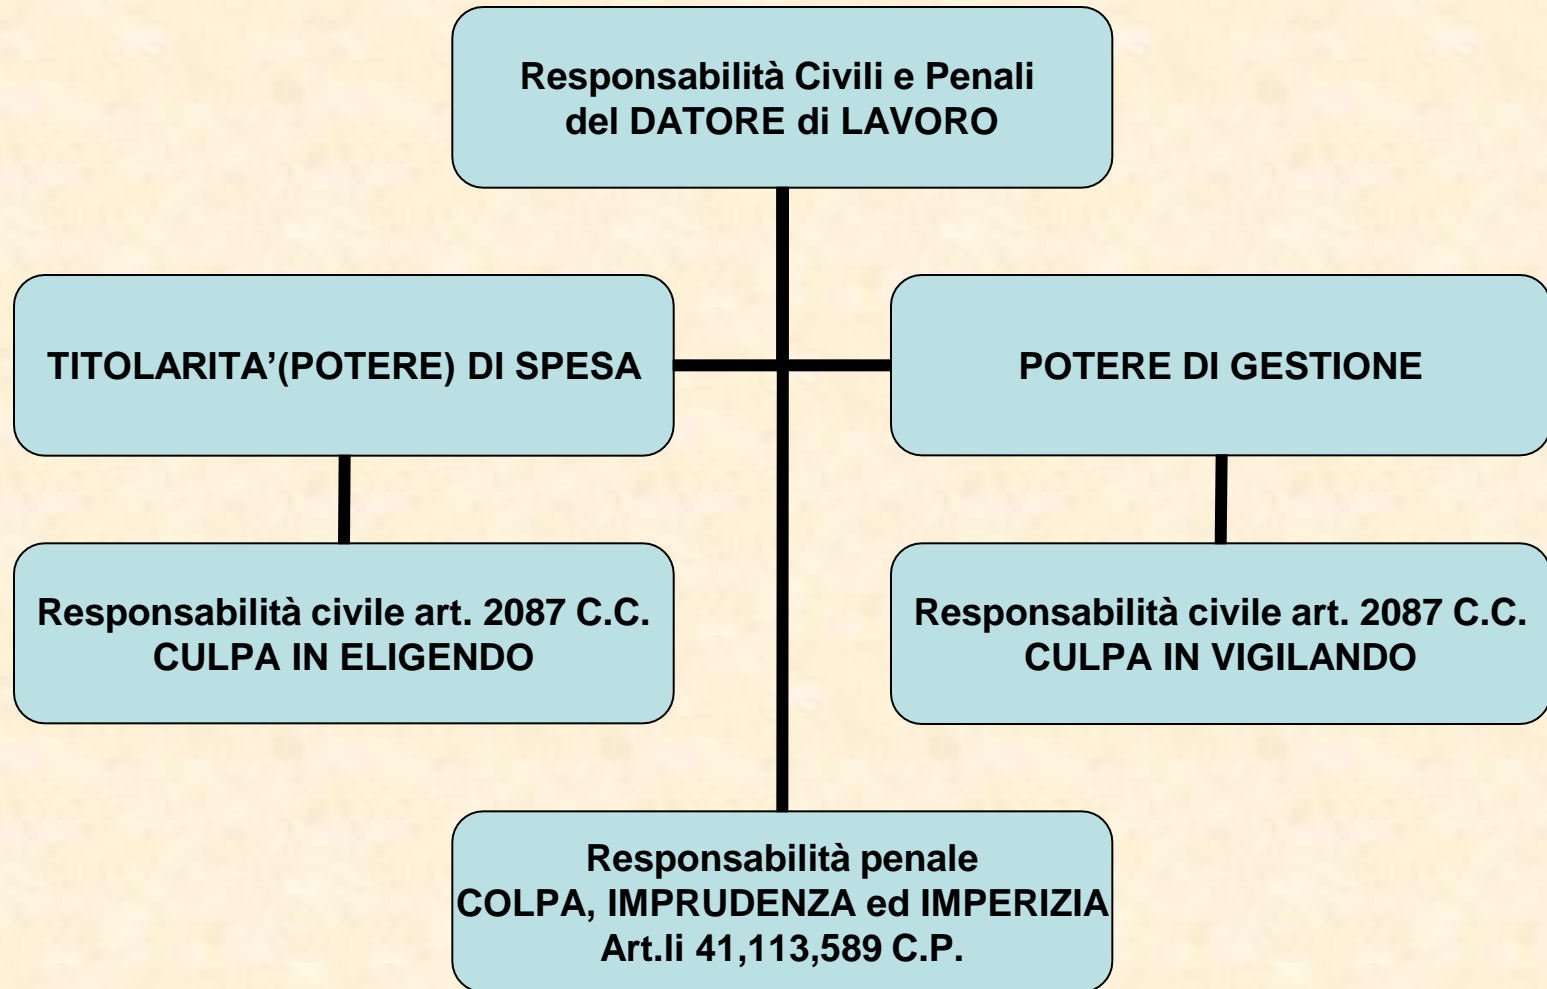 Responsabilità Civili e Penali
del DATORE di LAVORO
TITOLARITA’(POTERE) DI SPESA
POTERE DI GESTIONE
Responsabilità civile art. 2087 C.C.
CULPA IN ELIGENDO
Responsabilità civile art. 2087 C.C.
CULPA IN VIGILANDO
Responsabilità penale
COLPA, IMPRUDENZA ed IMPERIZIA
Art.li 41,113,589 C.P.